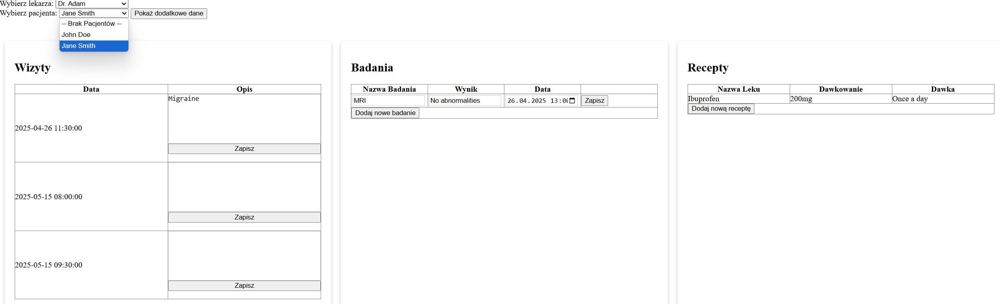 Wybierz lekarza: Dr. Adam
Wybierz pacjenta: Jane Smith Pokaż dodatkowe dane
-- Brak Pacjentów --
John Doe
Jane Smith
Wizyty
Data Opis
2025-04-26 11:30:00 Migraine
Zapisz
2025-05-15 08:00:00
Zapisz
2025-05-15 09:30:00
Zapisz
Badania
Nazwa Badania Wynik Data
MRI No abnormalities 26.04.2025 13:00 Zapisz
Dodaj nowe badanie
Recepty
Nazwa Leku Dawkowanie Dawka
Ibuprofen 200mg Once a day
Dodaj nową receptę